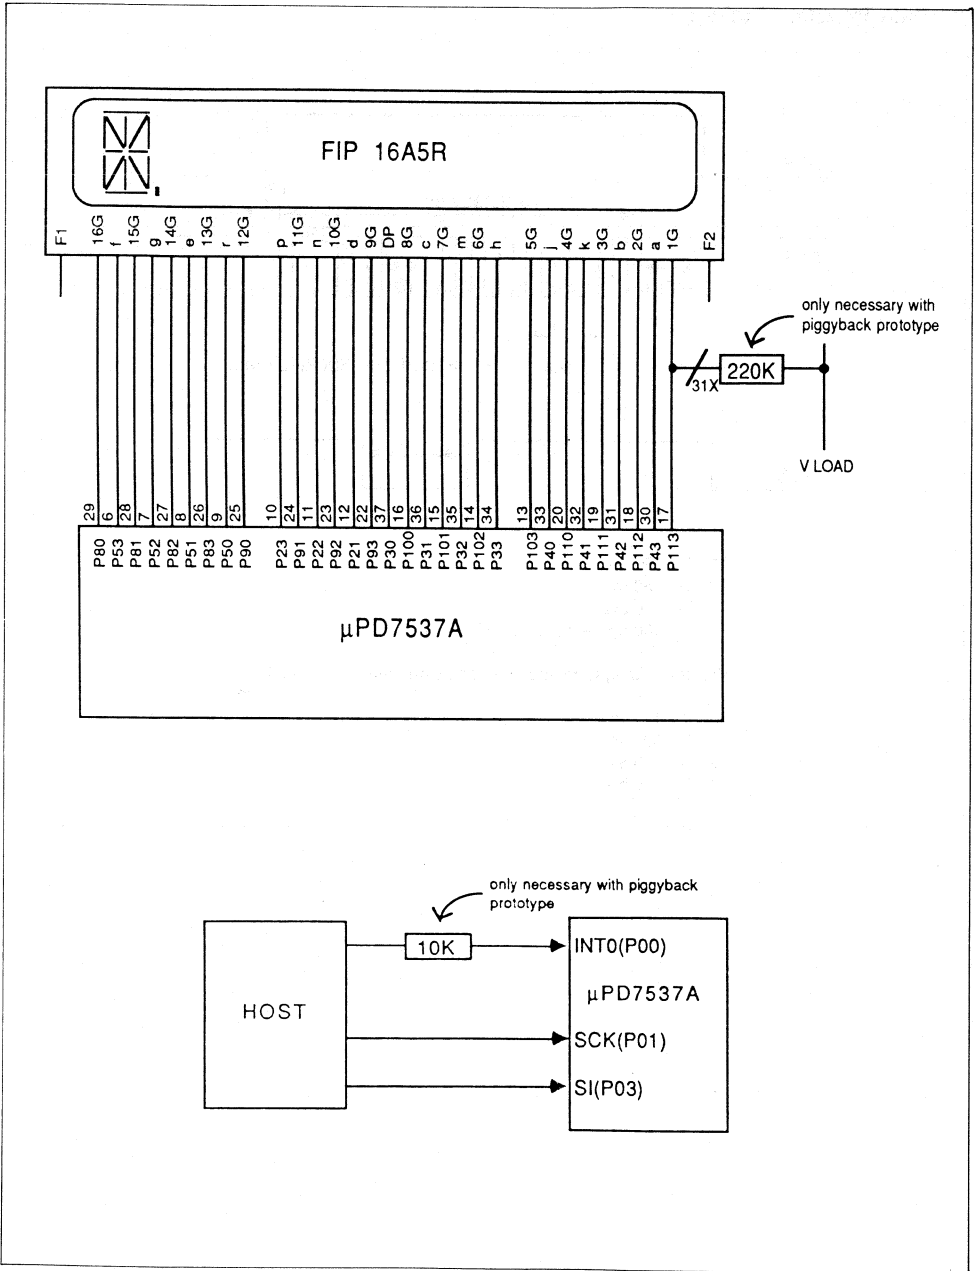 FIP 16A5R
F1 16G f 15G g 14G e 13G r 12G p 11G n 10G d 9G DP 8G c 7G m 6G h 5G j 4G k 3G b 2G a 1G F2
only necessary with
piggyback prototype
220K
31X
V LOAD
29 6 28 7 27 8 26 9 25 10 24 11 23 12 22 37 16 36 15 35 14 34 13 33 20 32 19 31 18 30 17
P80 P53 P81 P52 P82 P51 P83 P50 P90 P23 P91 P22 P92 P21 P93 P30 P100 P31 P101 P32 P102 P33 P103 P40 P110 P41 P111 P42 P112 P43 P113
μPD7537A
only necessary with piggyback
prototype
10K
HOST
INT0(P00)
μPD7537A
SCK(P01)
SI(P03)